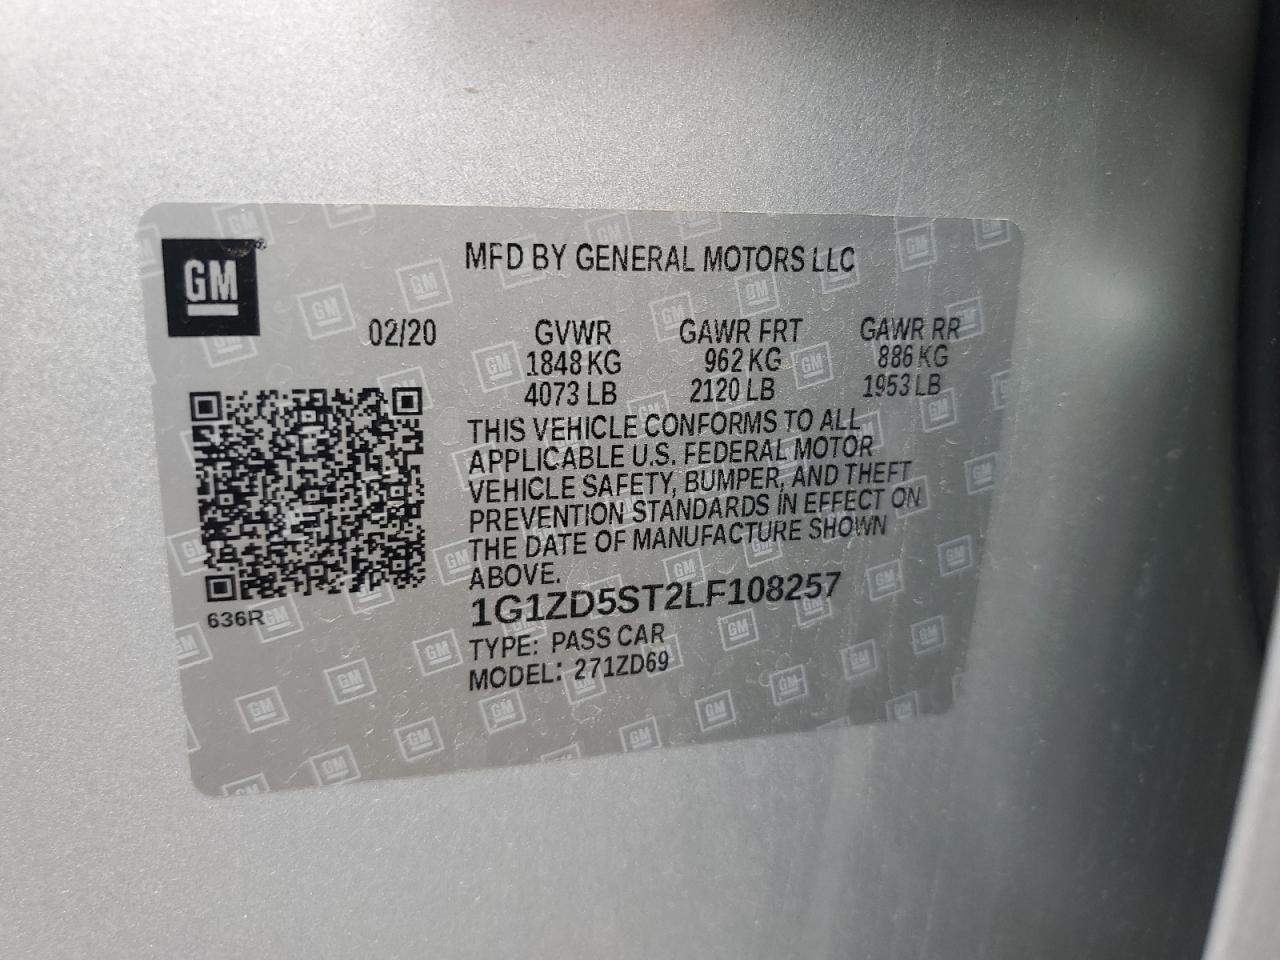 GM
MFD BY GENERAL MOTORS LLC
02/20 GVWR GAWR FRT GAWR RR
1848 KG 962 KG 886 KG
4073 LB 2120 LB 1953 LB
THIS VEHICLE CONFORMS TO ALL
APPLICABLE U.S. FEDERAL MOTOR
VEHICLE SAFETY, BUMPER, AND THEFT
PREVENTION STANDARDS IN EFFECT ON
THE DATE OF MANUFACTURE SHOWN
ABOVE.
636R
1G1ZD5ST2LF108257
TYPE: PASS CAR
MODEL: 271ZD69